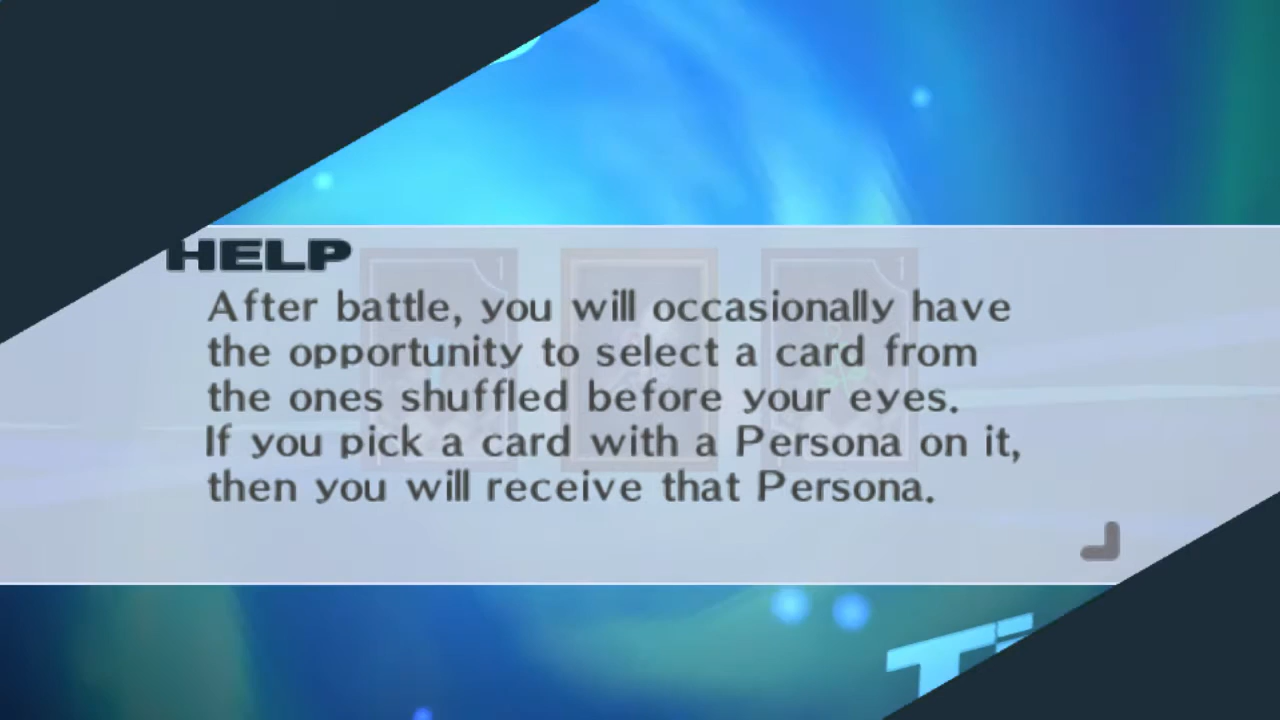 HELP
After battle, you will occasionally have
the opportunity to select a card from
the ones shuffled before your eyes.
If you pick a card with a Persona on it,
then you will receive that Persona.